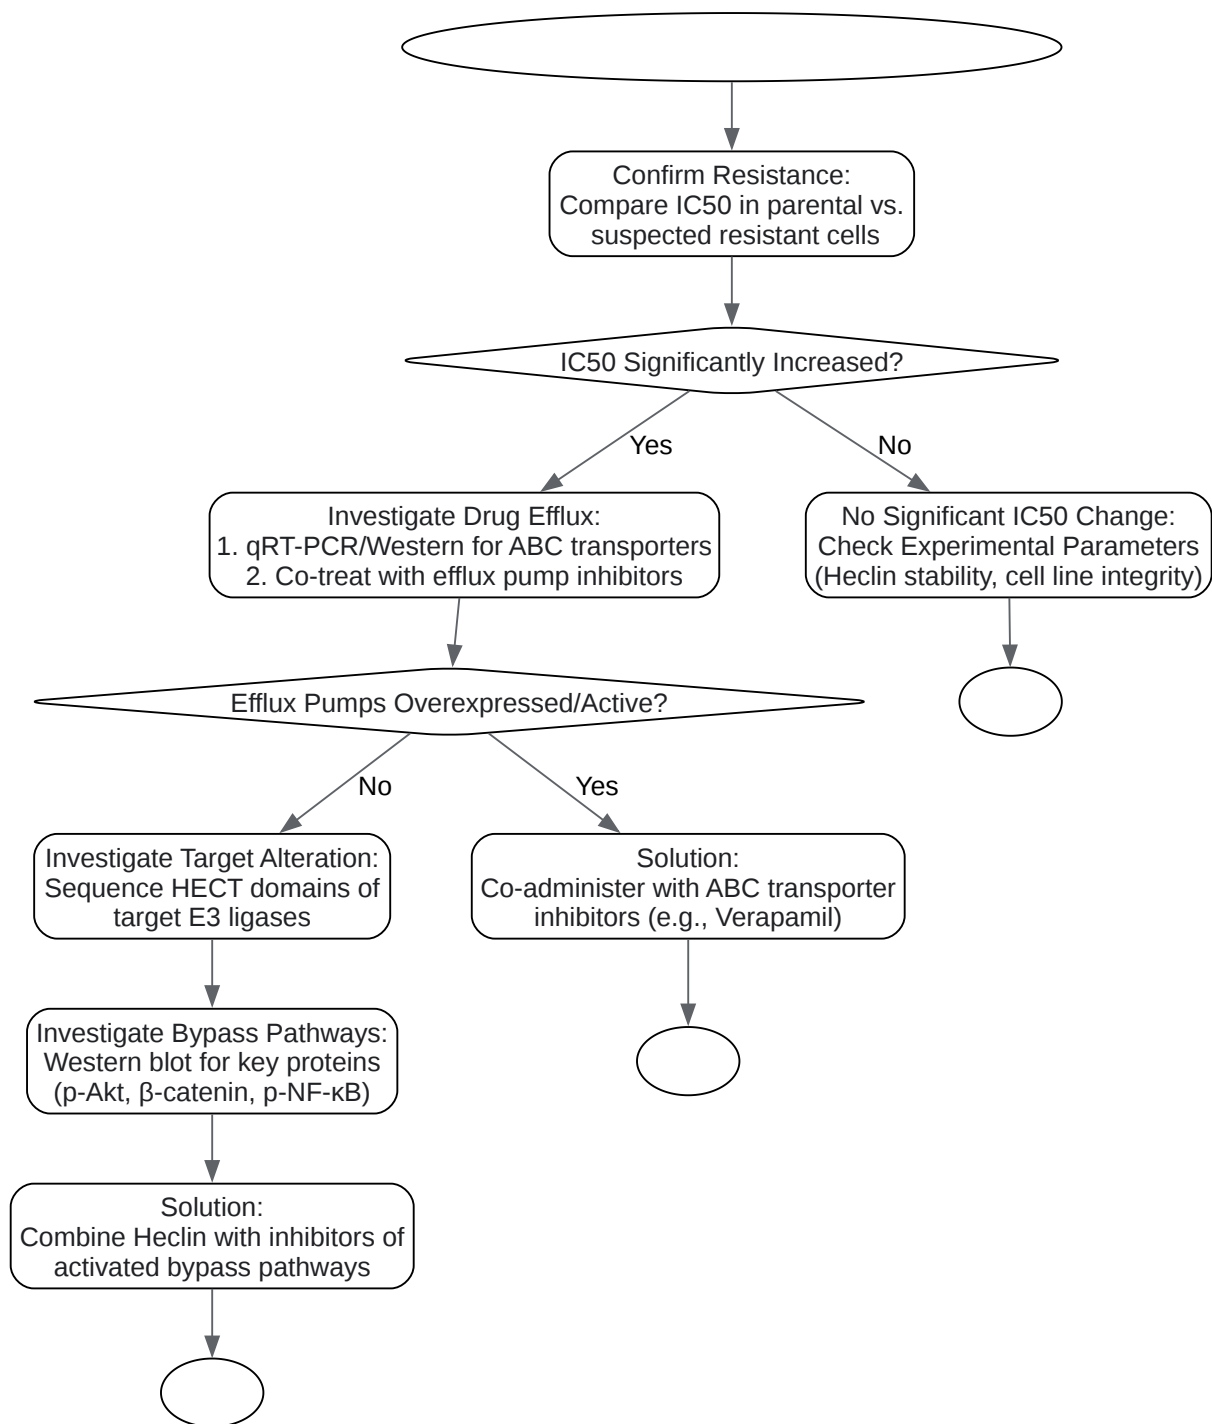 Confirm Resistance:
Compare IC50 in parental vs.
suspected resistant cells
IC50 Significantly Increased?
Yes
No
Investigate Drug Efflux:
1. qRT-PCR/Western for ABC transporters
2. Co-treat with efflux pump inhibitors
No Significant IC50 Change:
Check Experimental Parameters
(Heclin stability, cell line integrity)
Efflux Pumps Overexpressed/Active?
No
Yes
Investigate Target Alteration:
Sequence HECT domains of
target E3 ligases
Solution:
Co-administer with ABC transporter
inhibitors (e.g., Verapamil)
Investigate Bypass Pathways:
Western blot for key proteins
(p-Akt, β-catenin, p-NF-κB)
Solution:
Combine Heclin with inhibitors of
activated bypass pathways